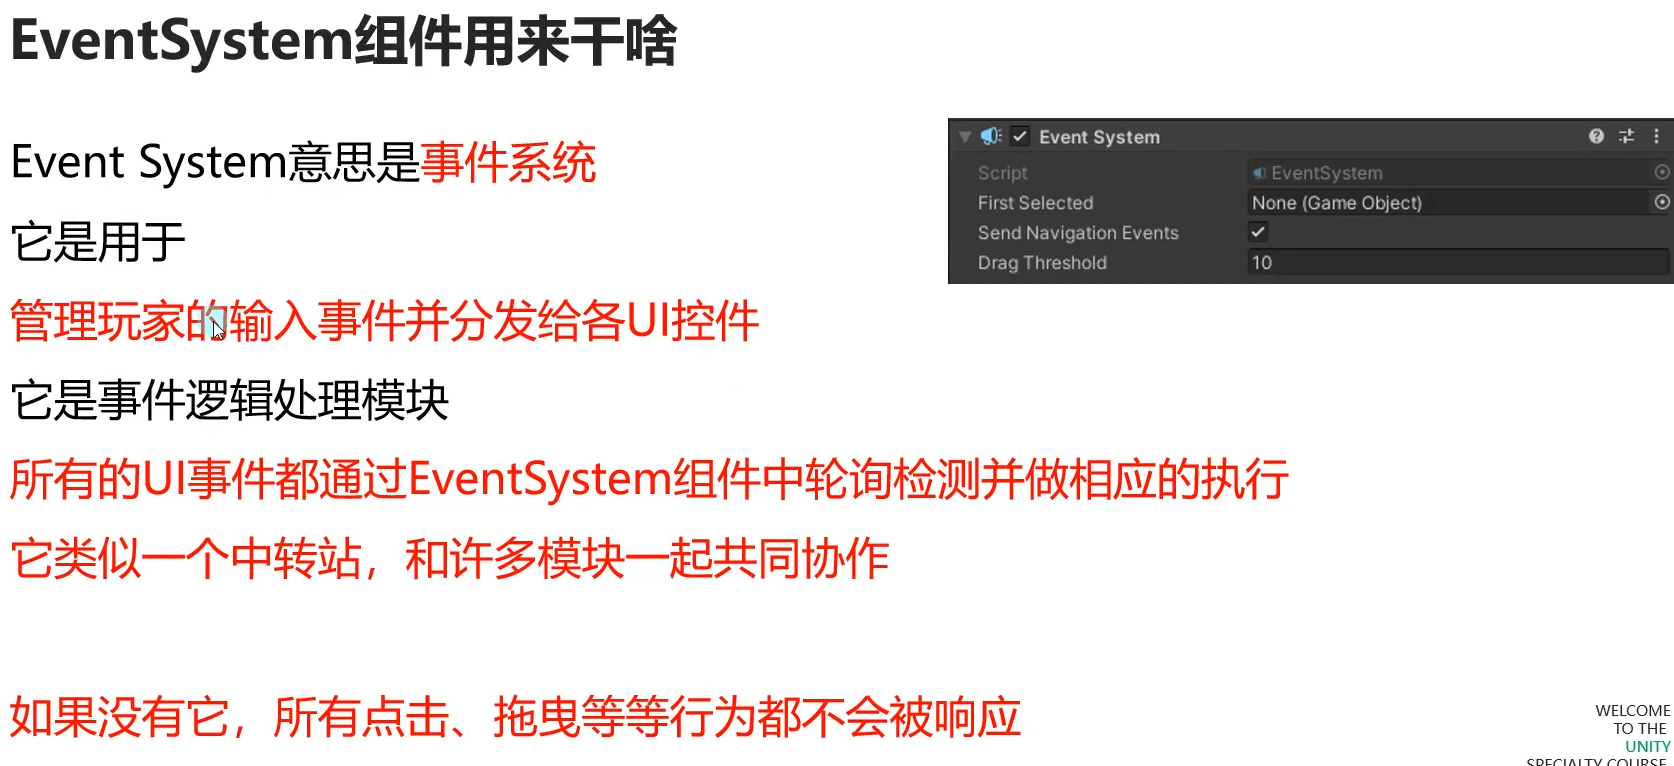 EventSystem组件用来干啥
Event System意思是事件系统
它是用于
管理玩家的输入事件并分发给各UI控件
它是事件逻辑处理模块
所有的UI事件都通过EventSystem组件中轮询检测并做相应的执行
它类似一个中转站，和许多模块一起共同协作
如果没有它，所有点击、拖曳等等行为都不会被响应
Event System
Script EventSystem
First Selected None (Game Object)
Send Navigation Events
Drag Threshold 10
WELCOME
TO THE
UNITY
SPECIALTY COURSE